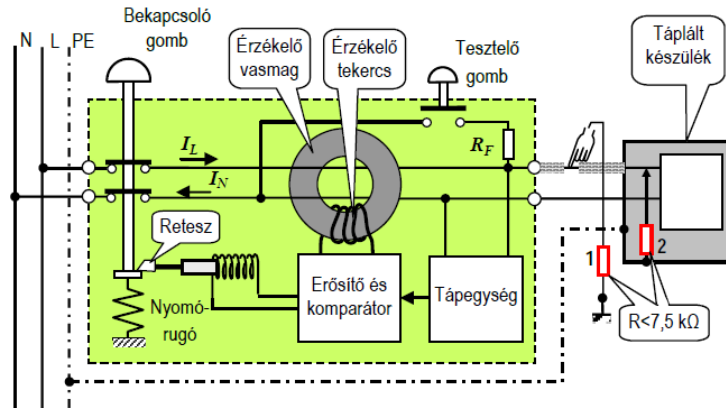 Bekapcsoló
gomb
N L PE
Érzékelő
vasmag
Érzékelő
tekercs
Tesztelő
gomb
Táplált
készülék
I_L
I_N
R_F
Retesz
Nyomó-
rugó
Erősítő és
komparátor
Tápegység
1
2
R<7,5 kΩ